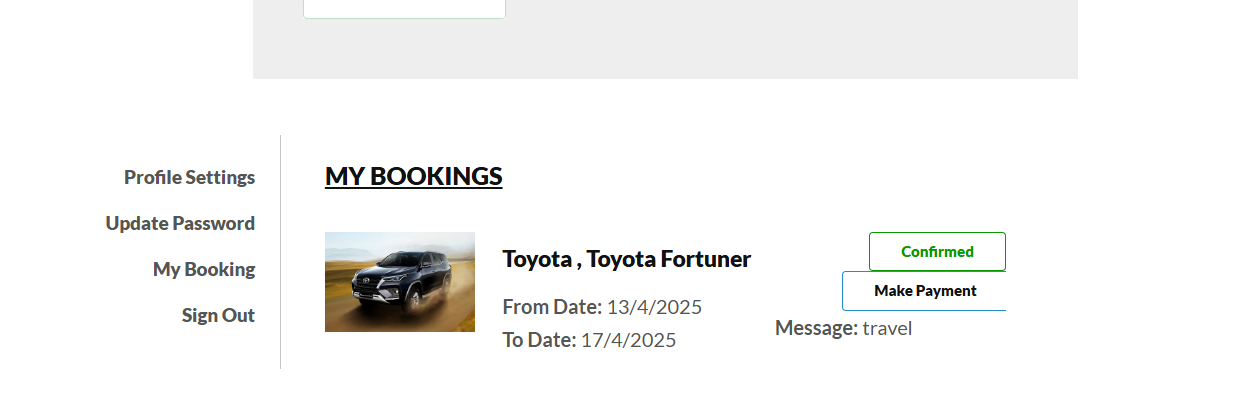 Profile Settings
Update Password
My Booking
Sign Out
MY BOOKINGS
Toyota , Toyota Fortuner
From Date: 13/4/2025
To Date: 17/4/2025
Confirmed
Make Payment
Message: travel